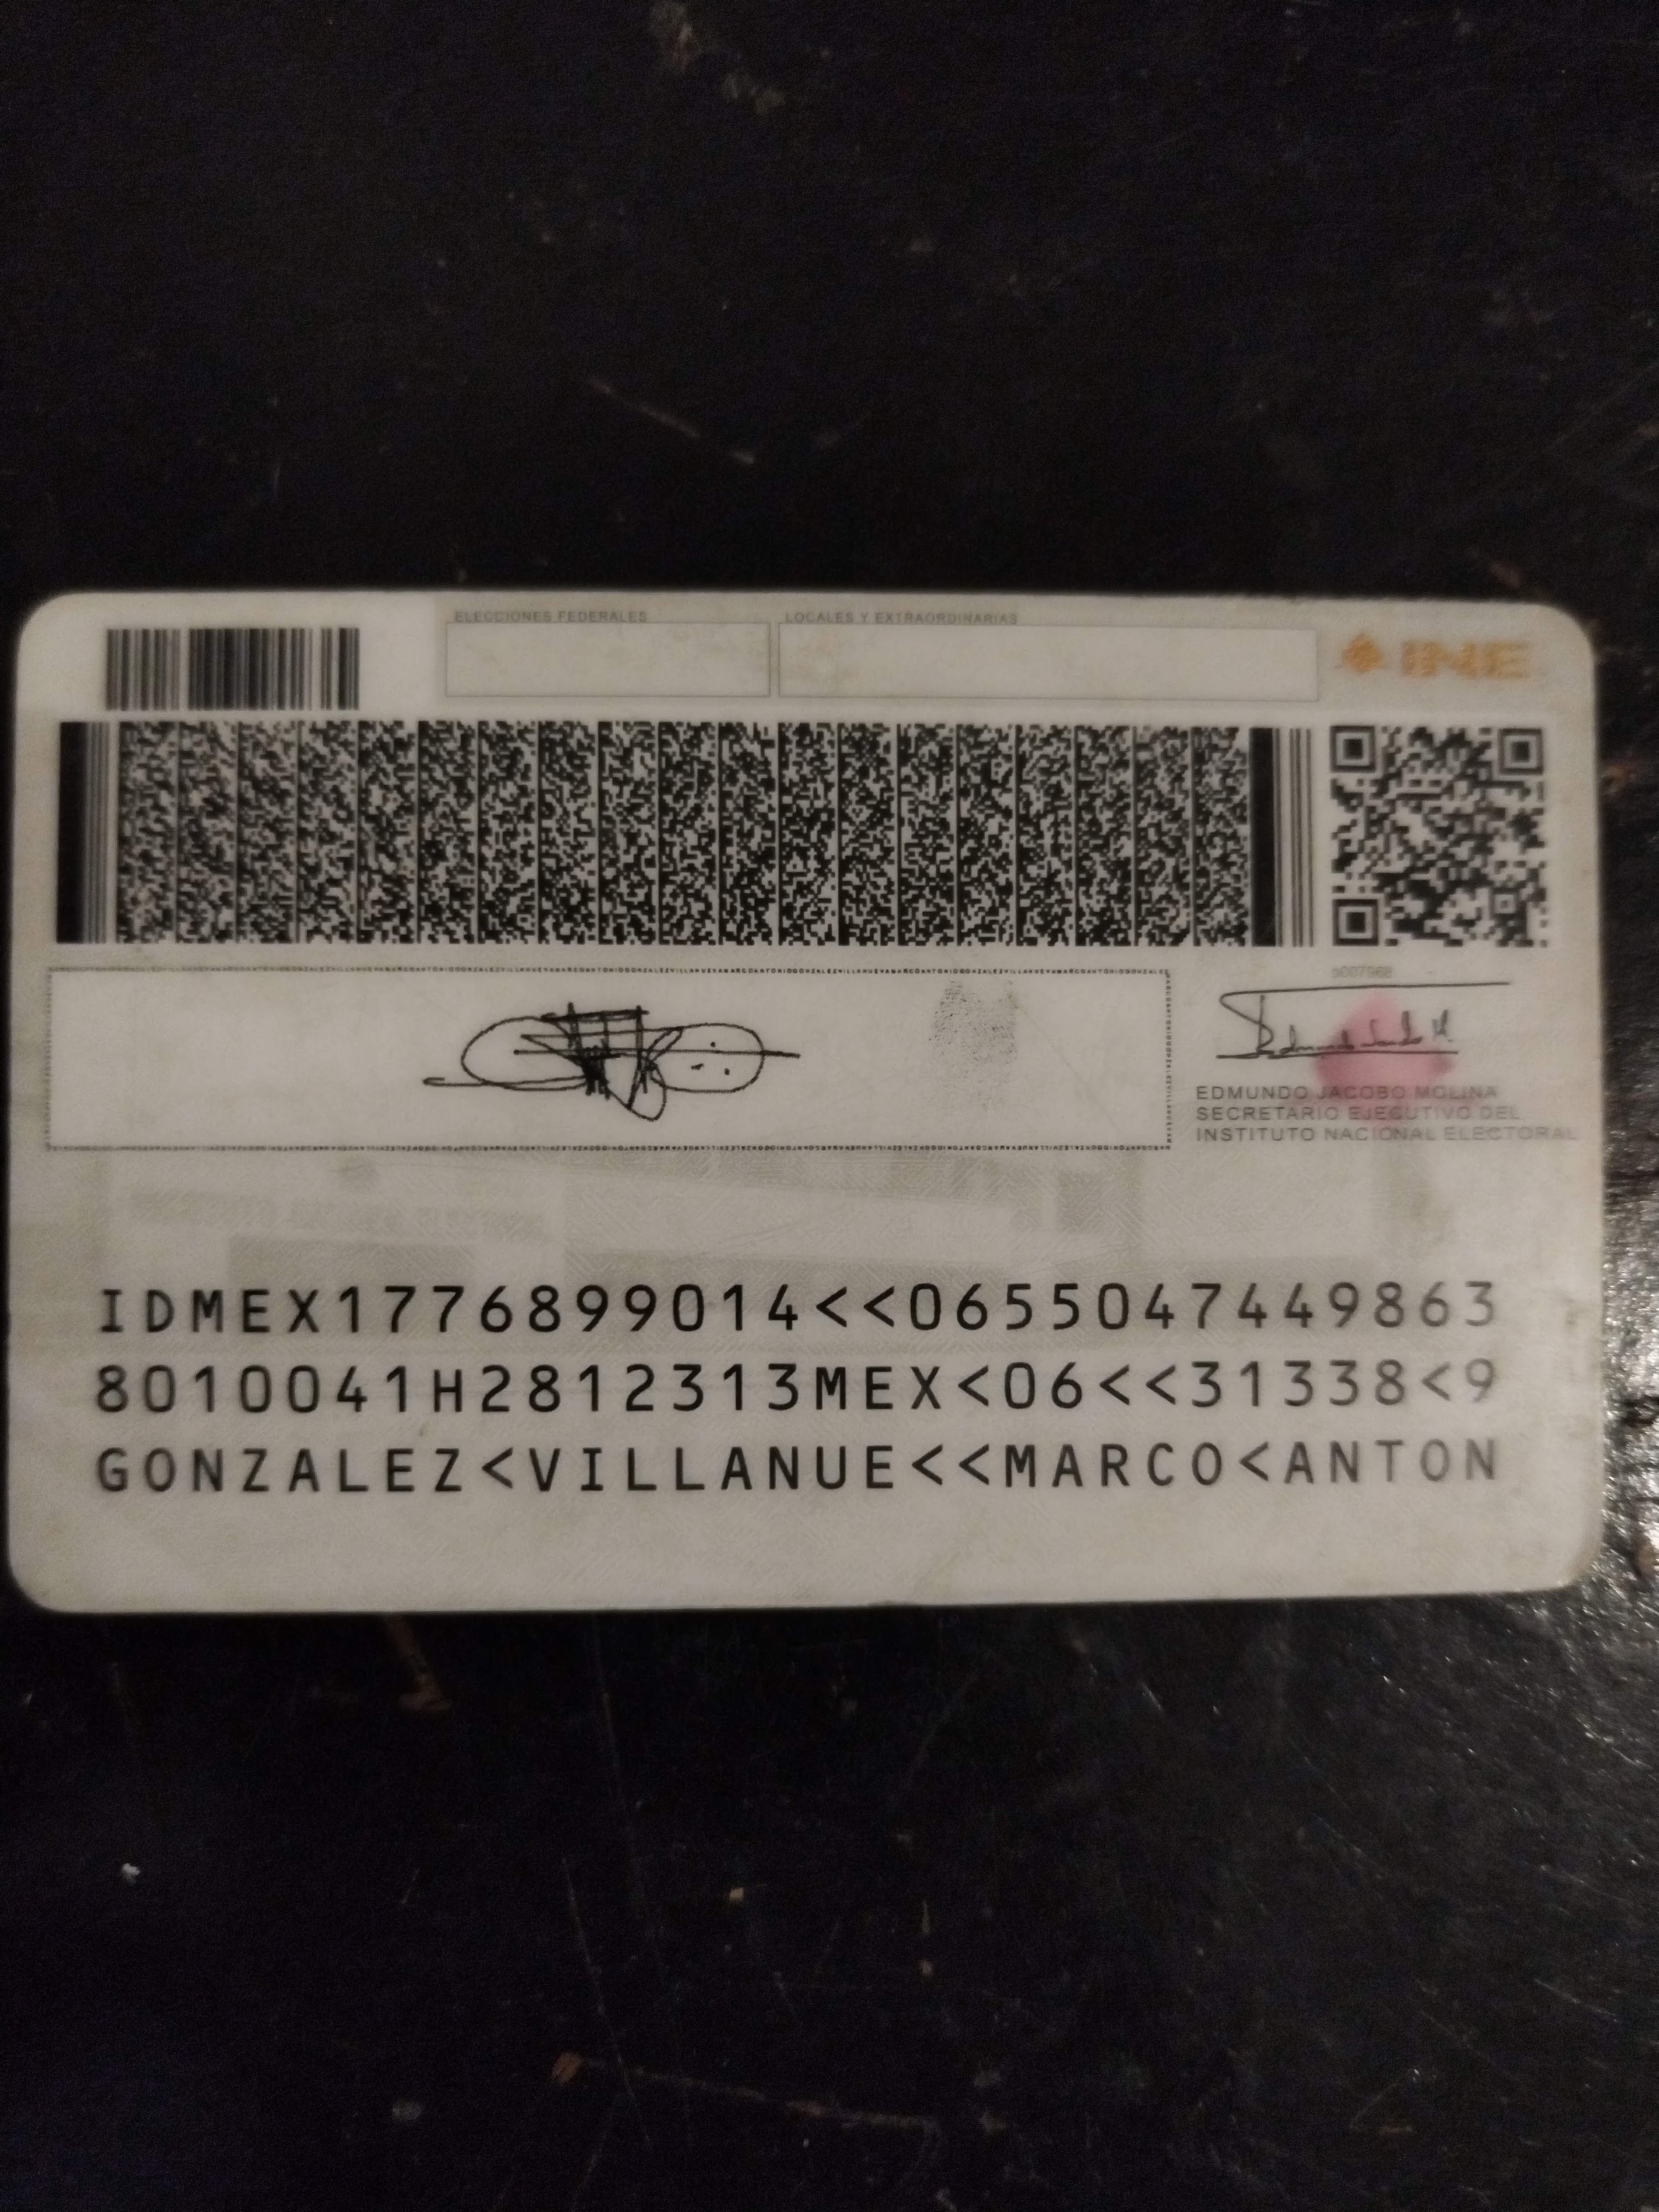 ELECCIONES FEDERALES
LOCALES Y EXTRAORDINARIAS
INE
EDMUNDO JACOBO MOLINA
SECRETARIO EJECUTIVO DEL
INSTITUTO NACIONAL ELECTORAL
IDMEX1776899014<<0655047449863
8010041H2812313MEX<06<<31338<9
GONZALEZ<VILLANUE<<MARCO<ANTON